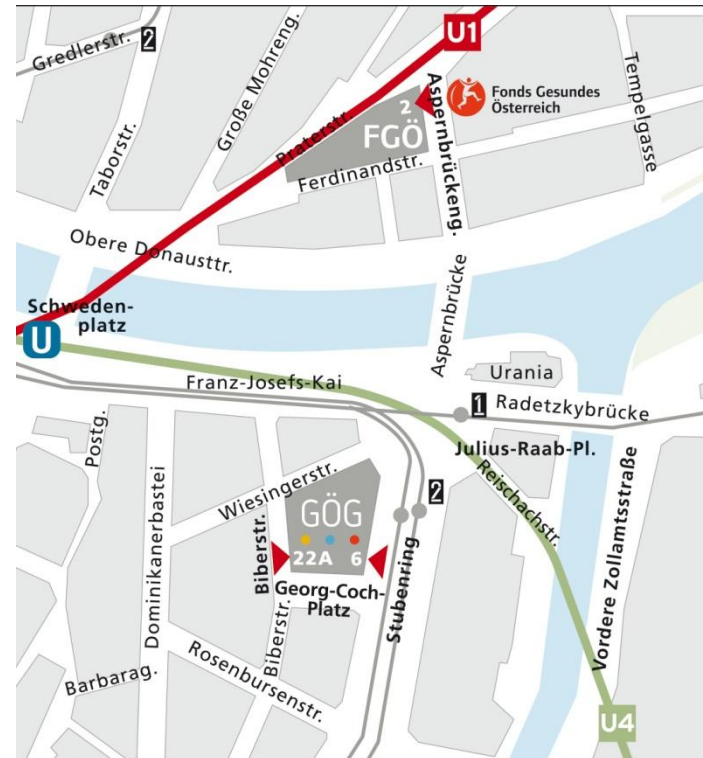 Gredlerstr.
2
U1
Große Mohreng.
Taborstr.
Praterstr.
2
FGÖ
Aspernbrückeng.
Fonds Gesundes
Österreich
Tempelgasse
Ferdinandstr.
Obere Donausttr.
Schweden-
platz
U
Aspernbrücke
Urania
Franz-Josefs-Kai
1
Radetzkybrücke
Julius-Raab-Pl.
Reischachstr.
Postg.
Dominikanerbastei
Wiesingerstr.
Biberstr.
GÖG
22A 6
2
Georg-Coch-
Platz
Stubenring
Biberstr.
Rosenbursenstr.
Barbarag.
Vordere Zollamtsstraße
U4